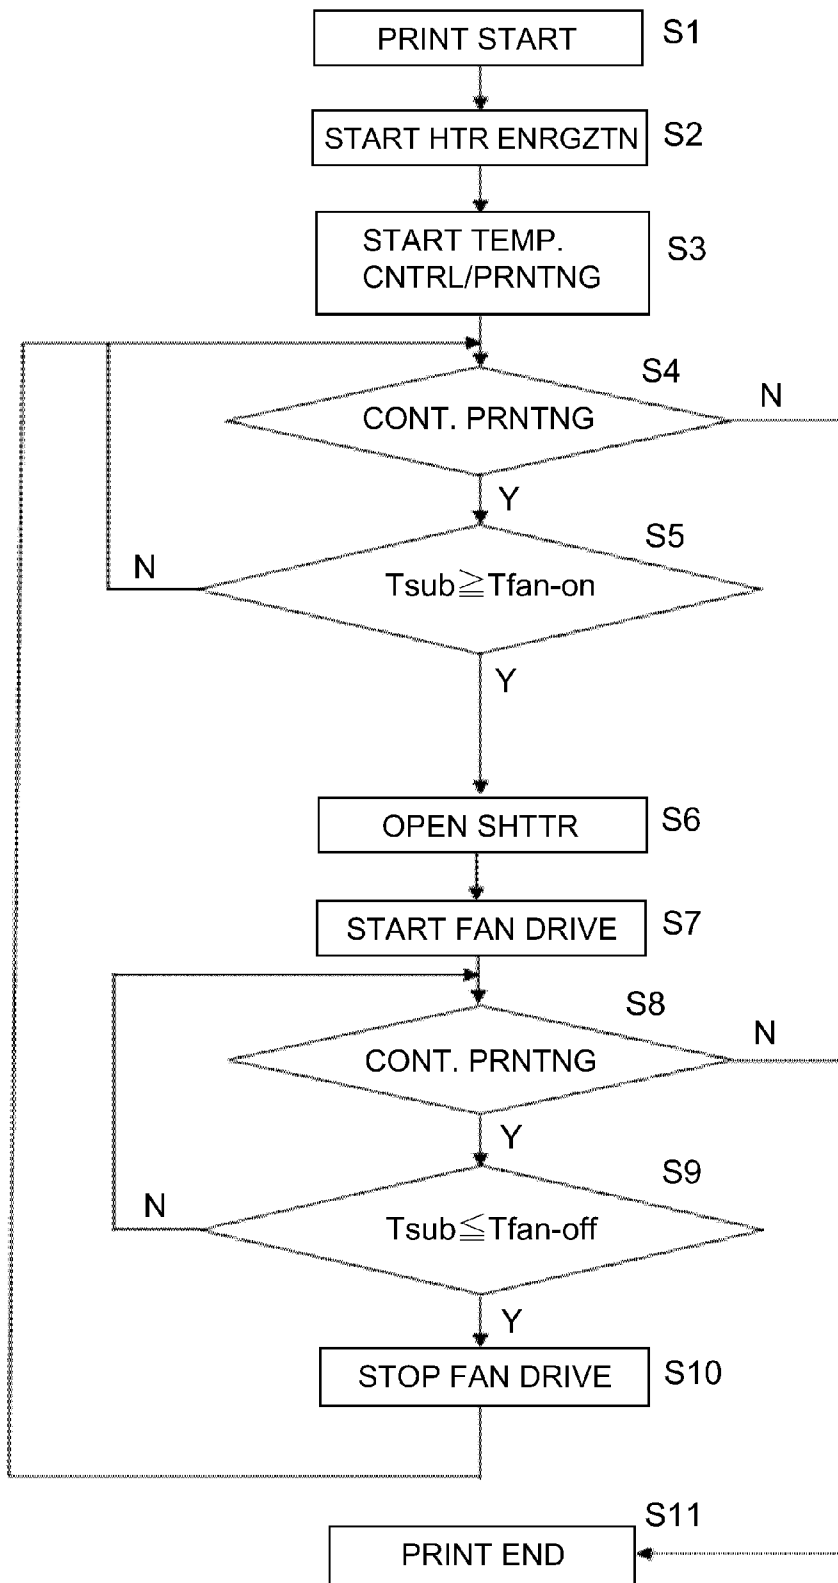 PRINT START S1
START HTR ENRGZTN S2
START TEMP.
CNTRL/PRNTNG S3
S4
CONT. PRNTNG N
Y
S5
N Tsub≧Tfan-on
Y
OPEN SHTTR S6
START FAN DRIVE S7
S8
CONT. PRNTNG N
Y
S9
N Tsub≦Tfan-off
Y
STOP FAN DRIVE S10
S11
PRINT END